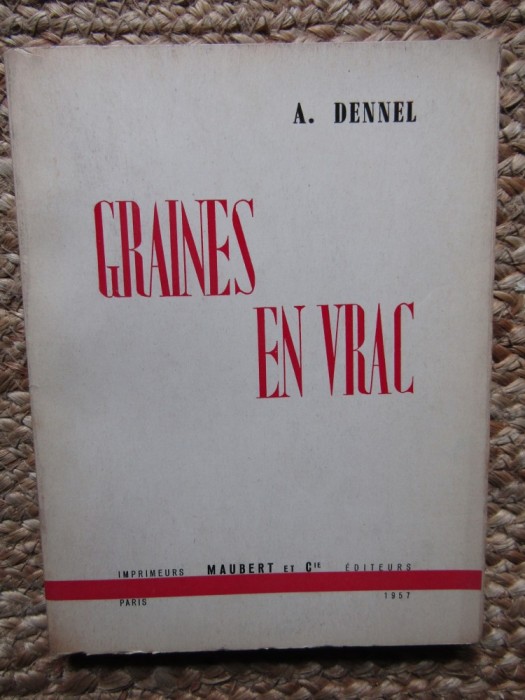 A. DENNEL
GRAINES
EN VRAC
IMPRIMEURS MAUBERT ET Cie ÉDITEURS
PARIS 1957